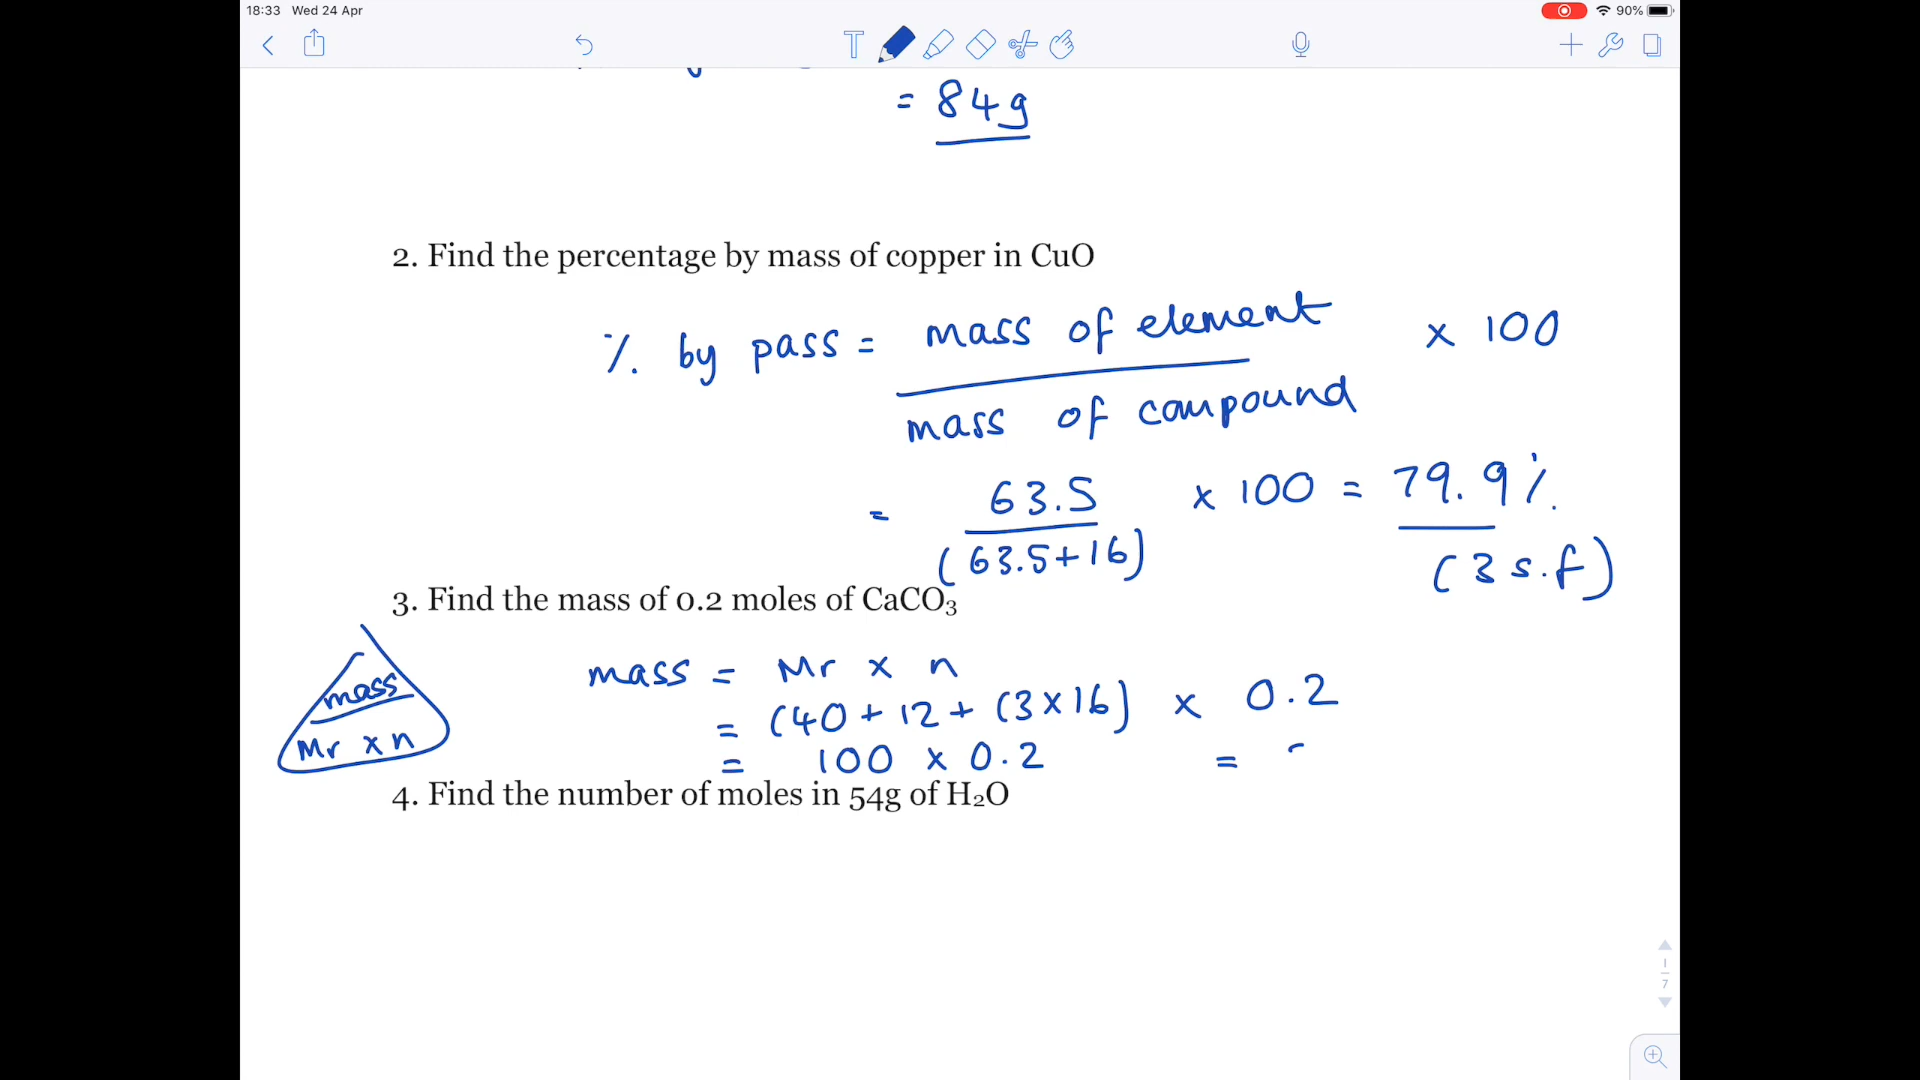 18:33 Wed 24 Apr
90%
T
= 84g
2. Find the percentage by mass of copper in CuO
% by pass = mass of element x 100
mass of compound
= 63.5 x 100 = 79.9%
(63.5+16)
(3 s.f)
3. Find the mass of 0.2 moles of CaCO₃
mass
Mr x n
mass = Mr x n
= (40 + 12 + (3x16) x 0.2
= 100 x 0.2 =
4. Find the number of moles in 54g of H₂O
1
7